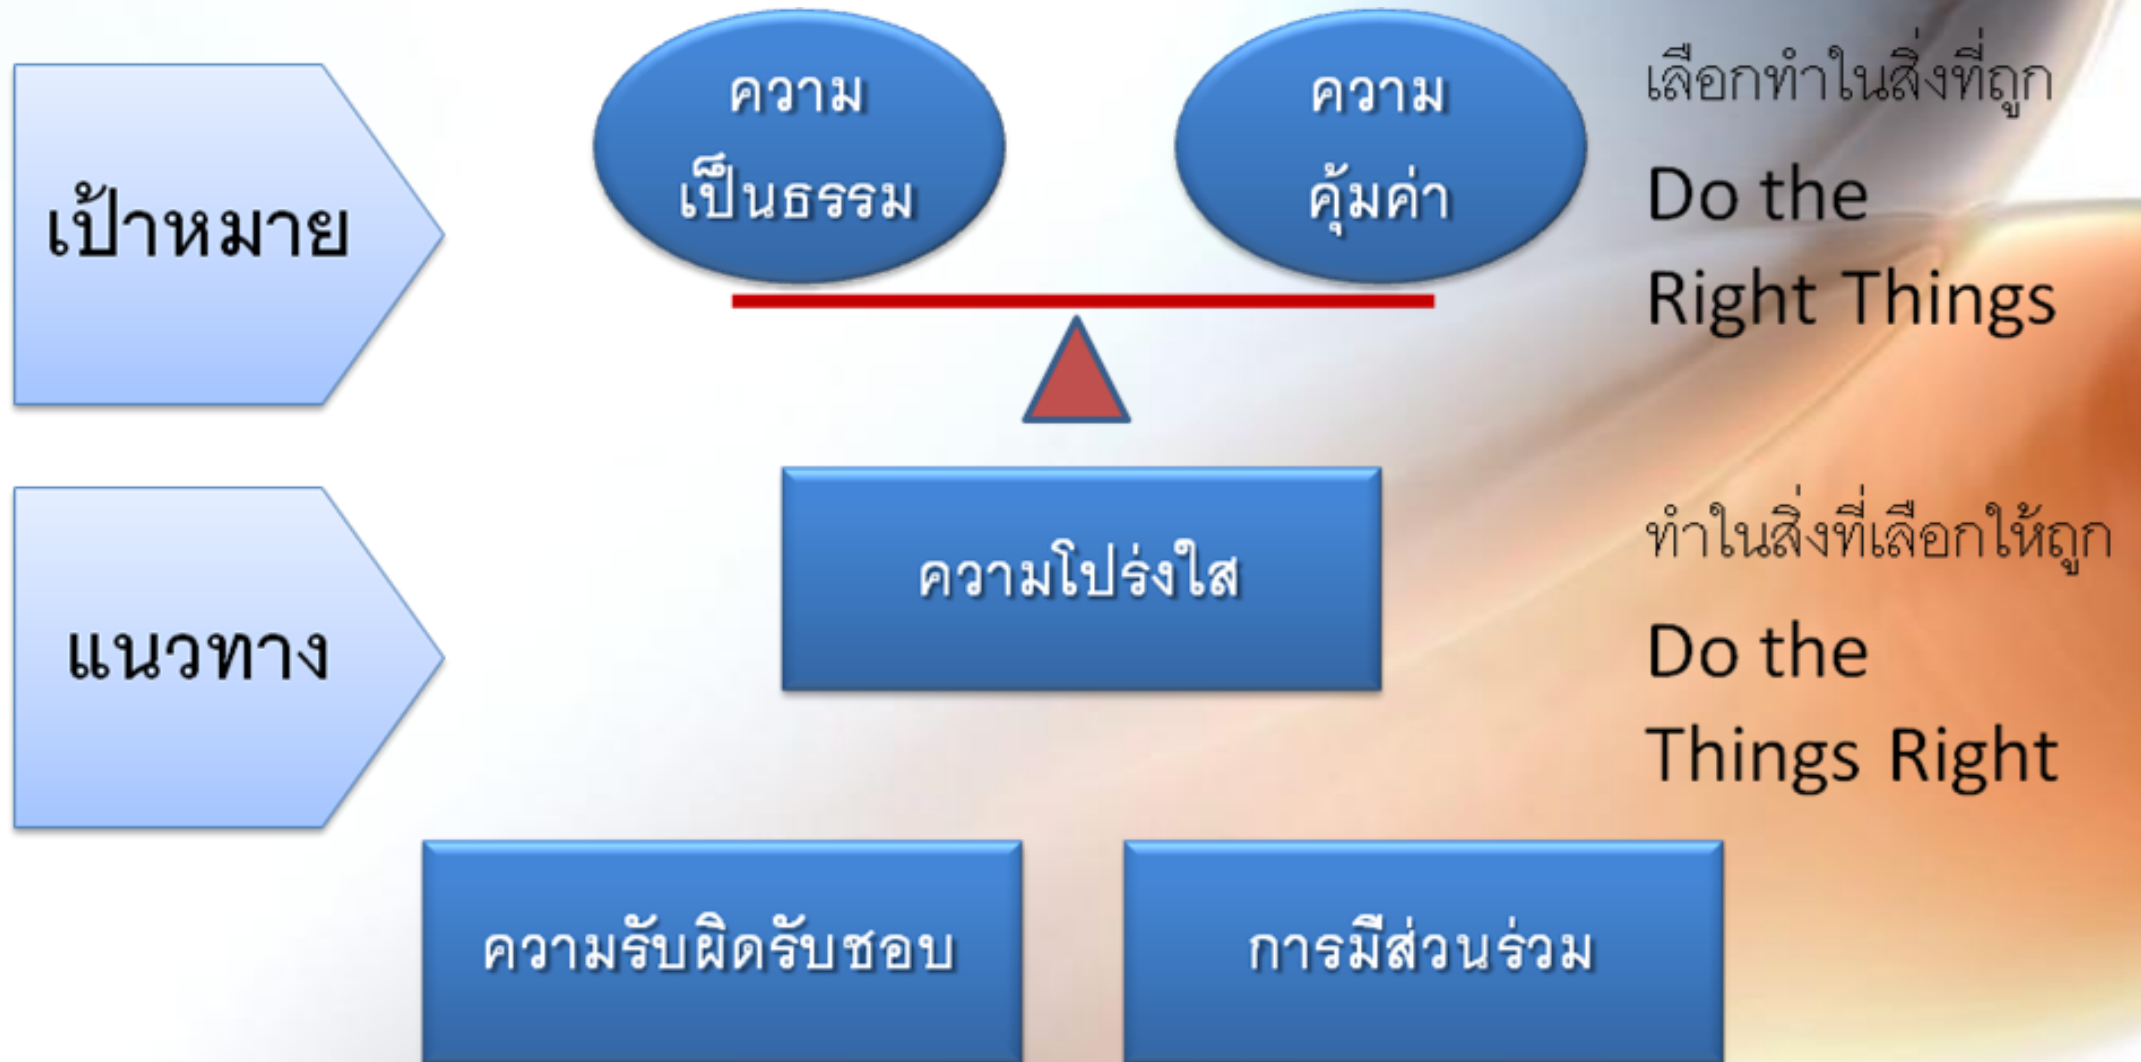 เป้าหมาย
ความ
เป็นธรรม
ความ
คุ้มค่า
เลือกทำในสิ่งที่ถูก
Do the
Right Things
แนวทาง
ความโปร่งใส
ทำในสิ่งที่เลือกให้ถูก
Do the
Things Right
ความรับผิดรับชอบ
การมีส่วนร่วม